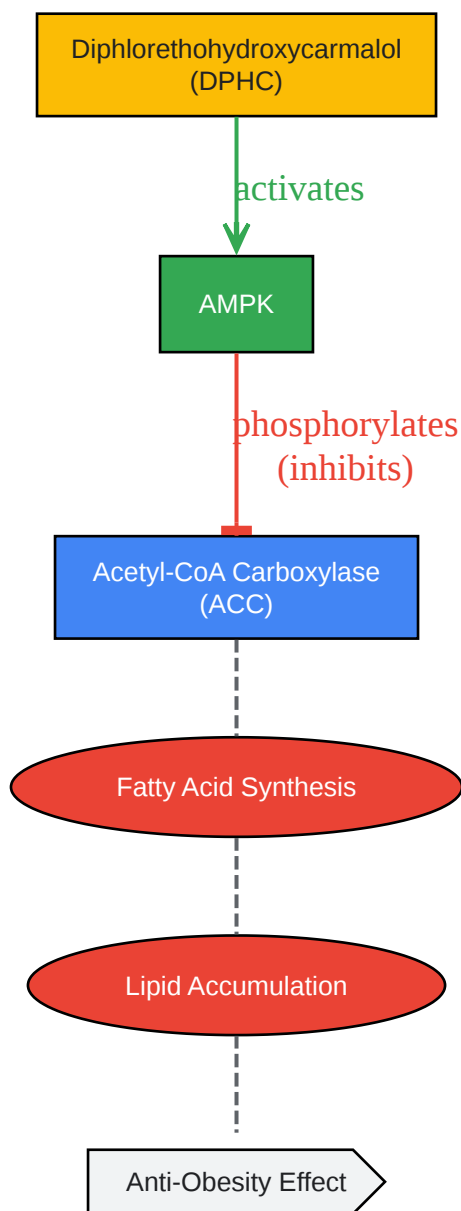 Diphlorethohydroxycarmalol
(DPHC)
activates
AMPK
phosphorylates
(inhibits)
Acetyl-CoA Carboxylase
(ACC)
Fatty Acid Synthesis
Lipid Accumulation
Anti-Obesity Effect